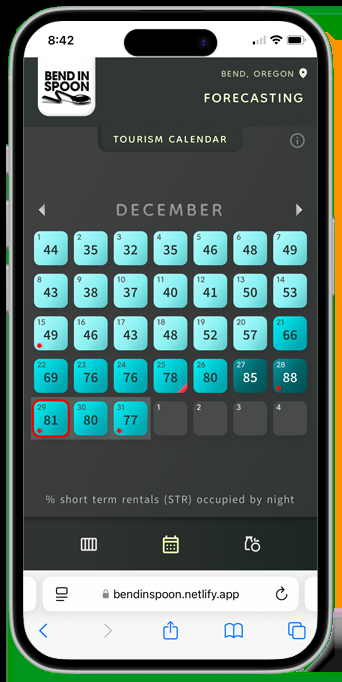 8:42
BEND IN
SPOON
BEND, OREGON
FORECASTING
TOURISM CALENDAR
DECEMBER
1 2 3 4 5 6 7
44 35 32 35 46 48 49
8 9 10 11 12 13 14
43 38 37 40 41 50 53
15 16 17 18 19 20 21
49 46 43 48 52 57 66
22 23 24 25 26 27 28
69 76 76 78 80 85 88
29 30 31 1 2 3 4
81 80 77
% short term rentals (STR) occupied by night
bendinspoon.netlify.app